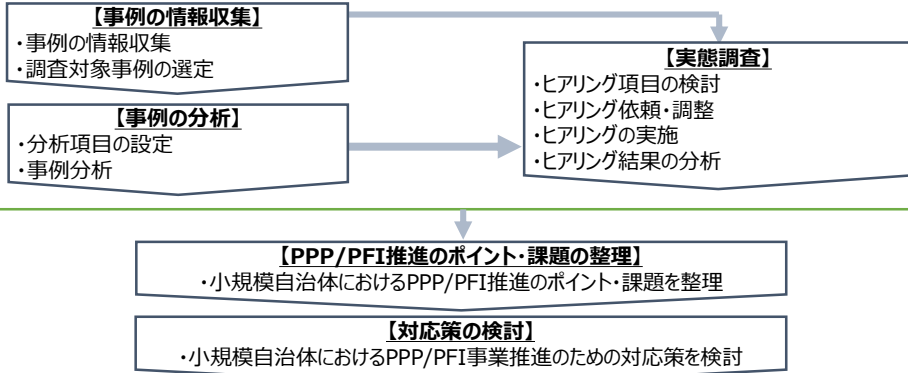 【事例の情報収集】
・事例の情報収集
・調査対象事例の選定
【事例の分析】
・分析項目の設定
・事例分析
【実態調査】
・ヒアリング項目の検討
・ヒアリング依頼・調整
・ヒアリングの実施
・ヒアリング結果の分析
【PPP/PFI推進のポイント・課題の整理】
・小規模自治体におけるPPP/PFI推進のポイント・課題を整理
【対応策の検討】
・小規模自治体におけるPPP/PFI事業推進のための対応策を検討